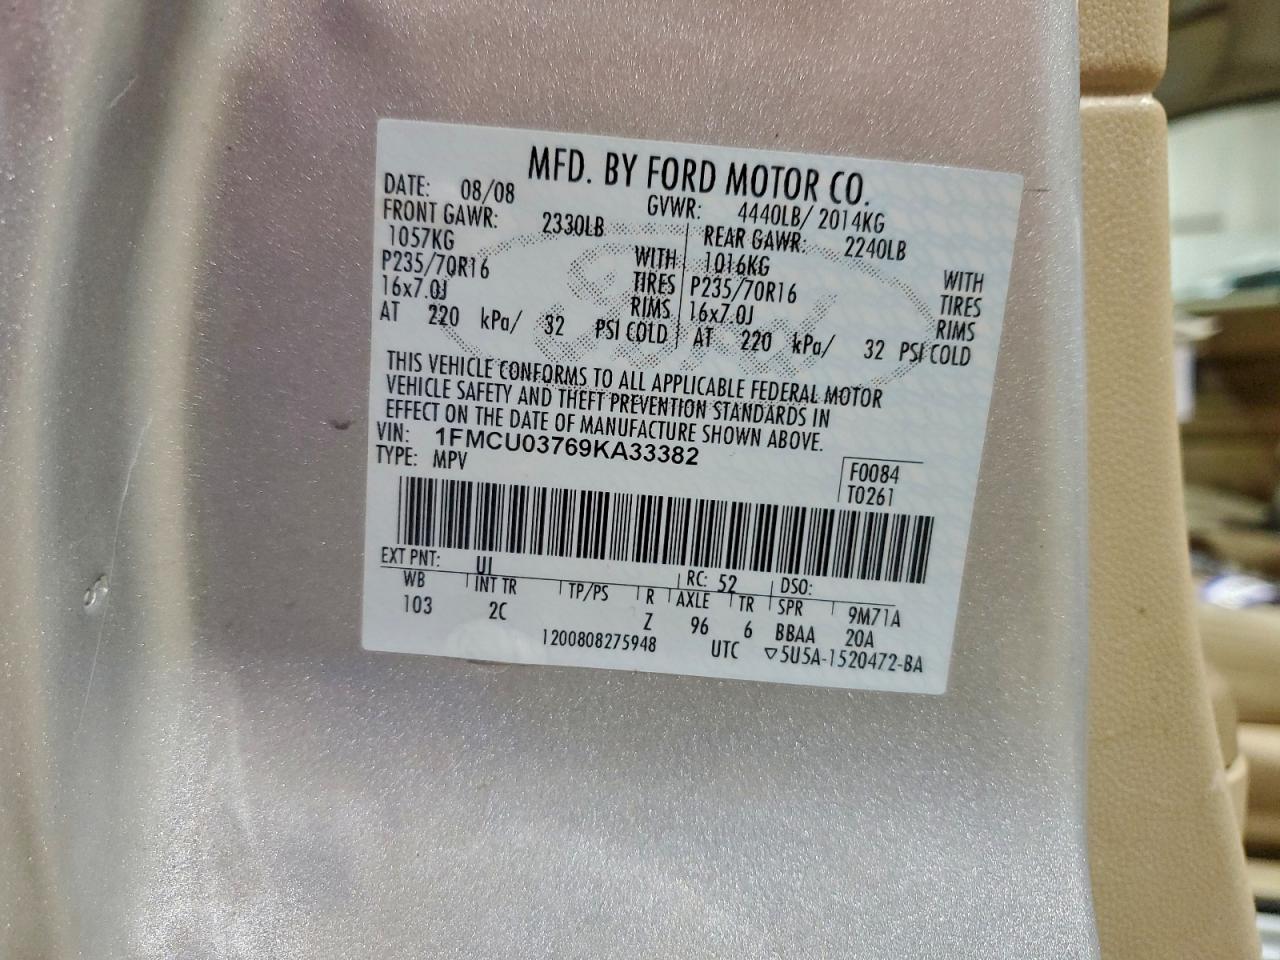 MFD. BY FORD MOTOR CO.
DATE: 08/08 GVWR: 4440LB/ 2014KG
FRONT GAWR: 2330LB REAR GAWR: 2240LB
1057KG WITH 1016KG WITH
P235/70R16 TIRES P235/70R16 TIRES
16x7.0J RIMS 16x7.0J RIMS
AT 220 kPa/ 32 PSI COLD AT 220 kPa/ 32 PSI COLD
THIS VEHICLE CONFORMS TO ALL APPLICABLE FEDERAL MOTOR
VEHICLE SAFETY AND THEFT PREVENTION STANDARDS IN
EFFECT ON THE DATE OF MANUFACTURE SHOWN ABOVE.
VIN: 1FMCU03769KA33382
TYPE: MPV F0084
T0261
EXT PNT: UI RC: 52 DSO:
WB INT TR TP/PS R AXLE TR SPR 9M71A
103 2C Z 96 6 BBAA 20A
1200808275948 UTC ▽5U5A-1520472-BA